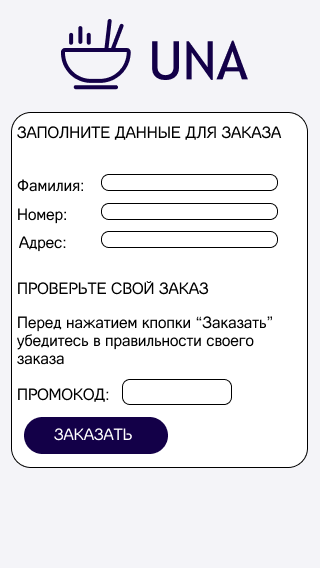 UNA
ЗАПОЛНИТЕ ДАННЫЕ ДЛЯ ЗАКАЗА
Фамилия:
Номер:
Адрес:
ПРОВЕРЬТЕ СВОЙ ЗАКАЗ
Перед нажатием кпопки “Заказать”
убедитесь в правильности своего
заказа
ПРОМОКОД:
ЗАКАЗАТЬ